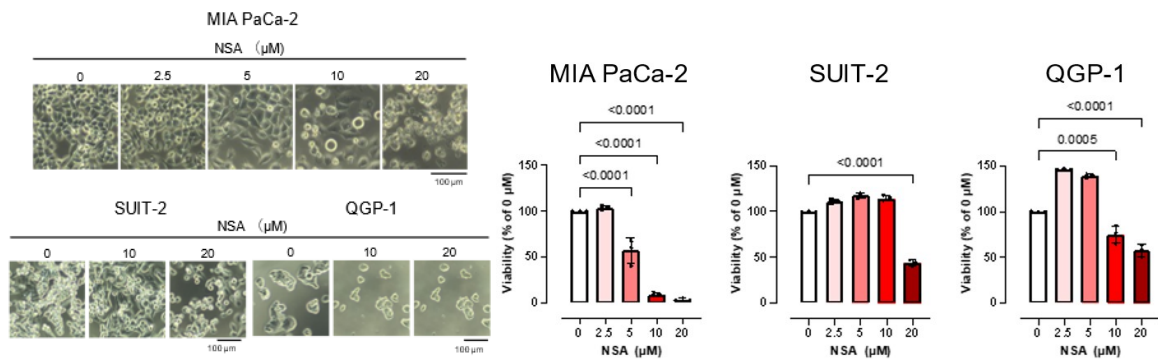 MIA PaCa-2
NSA (μM)
0 2.5 5 10 20
100 μm
SUIT-2 QGP-1
NSA (μM)
0 10 20 0 10 20
100 μm 100 μm
MIA PaCa-2
<0.0001
<0.0001
<0.0001
Viability (% of 0 μM)
150
100
50
0
0 2.5 5 10 20
NSA (μM)
SUIT-2
<0.0001
Viability (% of 0 μM)
150
100
50
0
0 2.5 5 10 20
NSA (μM)
QGP-1
<0.0001
0.0005
Viability (% of 0 μM)
150
100
50
0
0 2.5 5 10 20
NSA (μM)